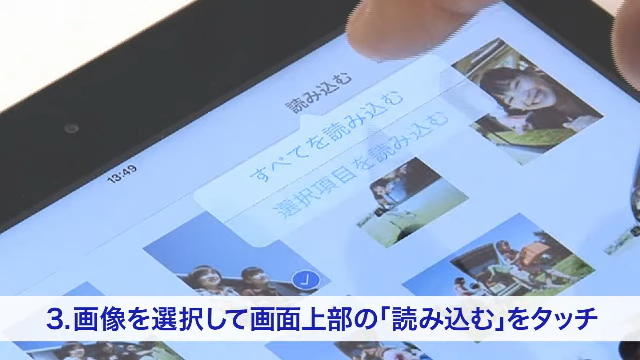 読み込む
すべてを読み込む
選択項目を読み込む
13:49
3.画像を選択して画面上部の「読み込む」をタッチ